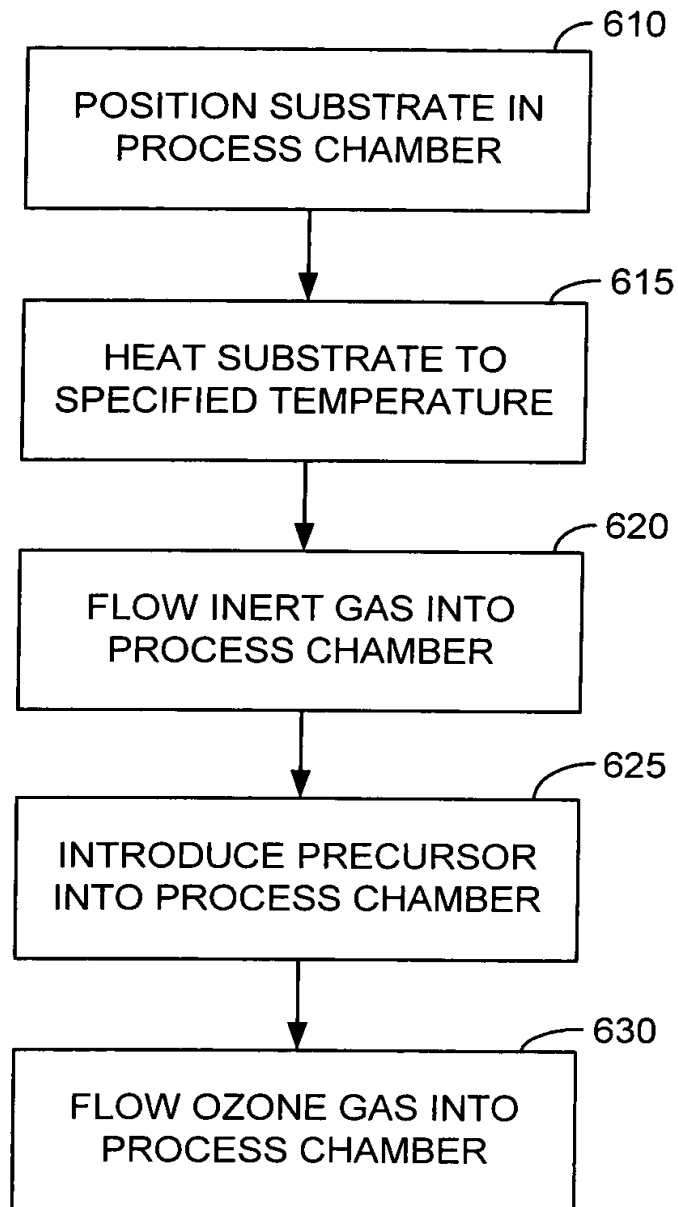 610
POSITION SUBSTRATE IN
PROCESS CHAMBER
615
HEAT SUBSTRATE TO
SPECIFIED TEMPERATURE
620
FLOW INERT GAS INTO
PROCESS CHAMBER
625
INTRODUCE PRECURSOR
INTO PROCESS CHAMBER
630
FLOW OZONE GAS INTO
PROCESS CHAMBER